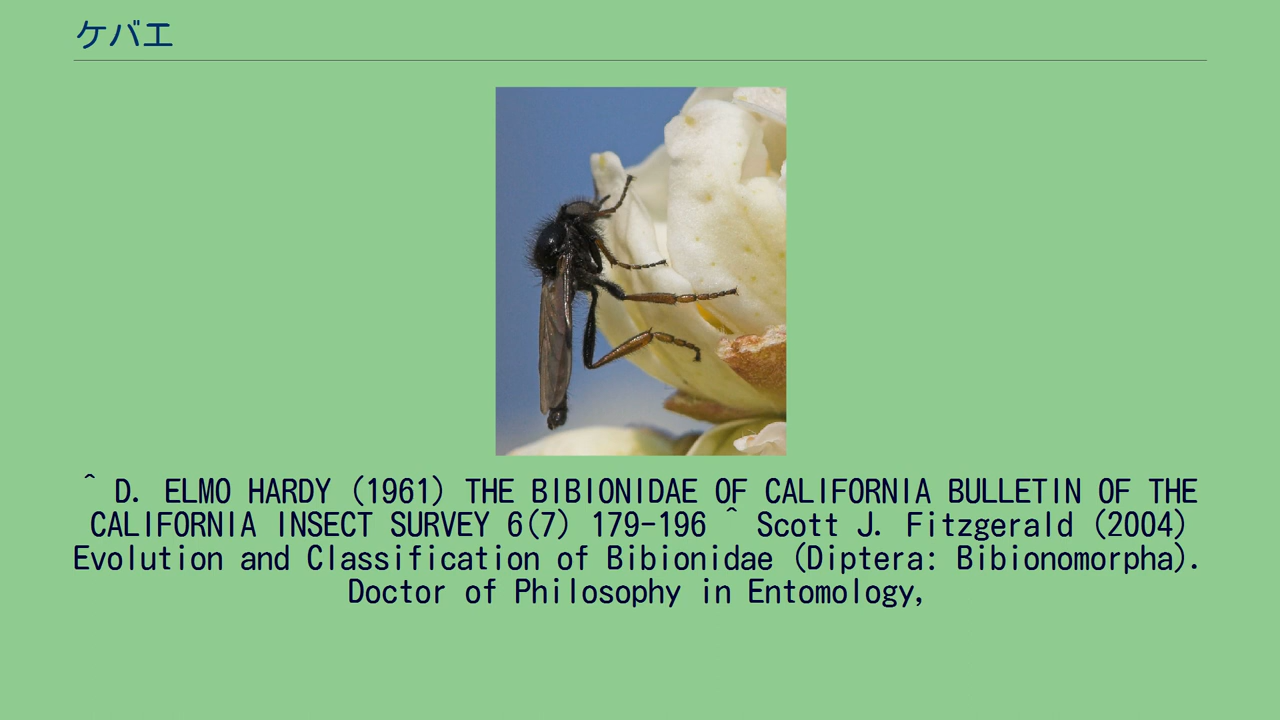 ケバエ
^ D. ELMO HARDY (1961) THE BIBIONIDAE OF CALIFORNIA BULLETIN OF THE
CALIFORNIA INSECT SURVEY 6(7) 179-196 ^ Scott J. Fitzgerald (2004)
Evolution and Classification of Bibionidae (Diptera: Bibionomorpha).
Doctor of Philosophy in Entomology,